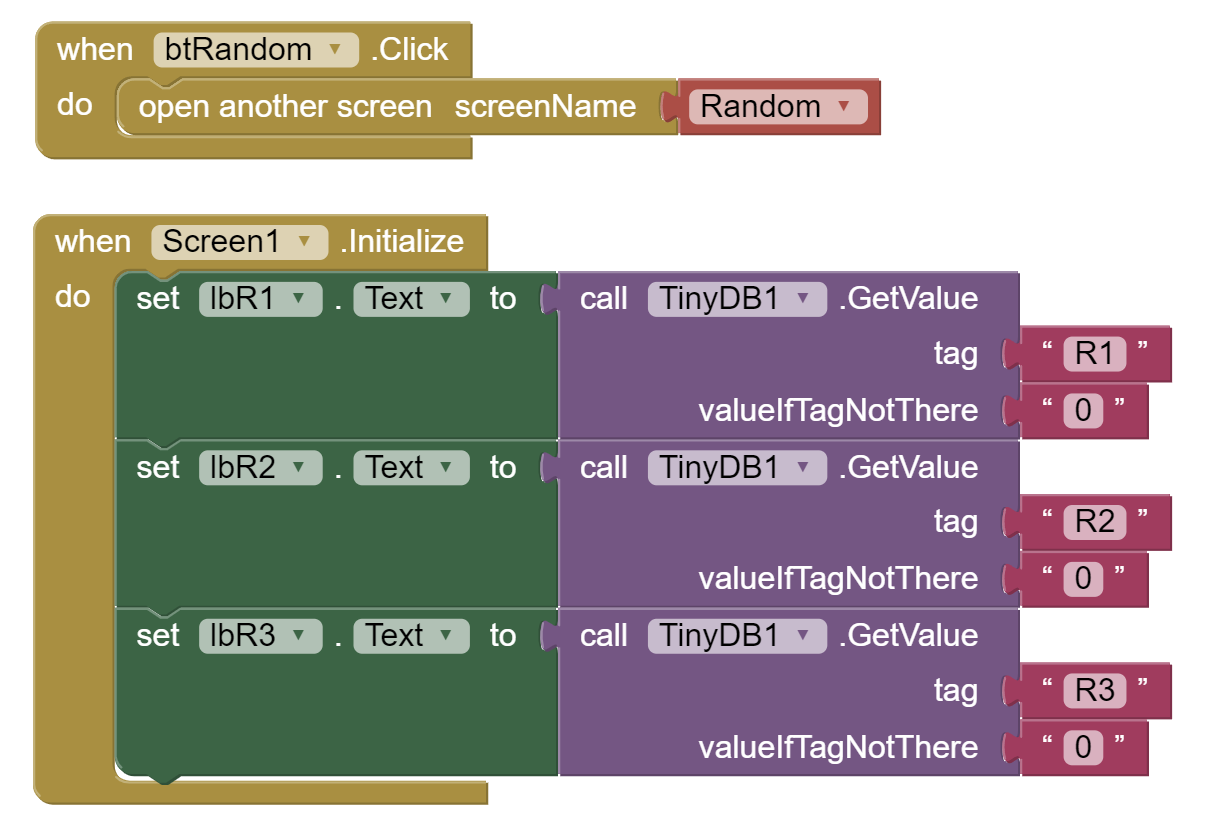 when btRandom .Click
do open another screen screenName Random
when Screen1 .Initialize
do set lbR1 . Text to call TinyDB1 .GetValue
tag “ R1 ”
valueIfTagNotThere “ 0 ”
set lbR2 . Text to call TinyDB1 .GetValue
tag “ R2 ”
valueIfTagNotThere “ 0 ”
set lbR3 . Text to call TinyDB1 .GetValue
tag “ R3 ”
valueIfTagNotThere “ 0 ”